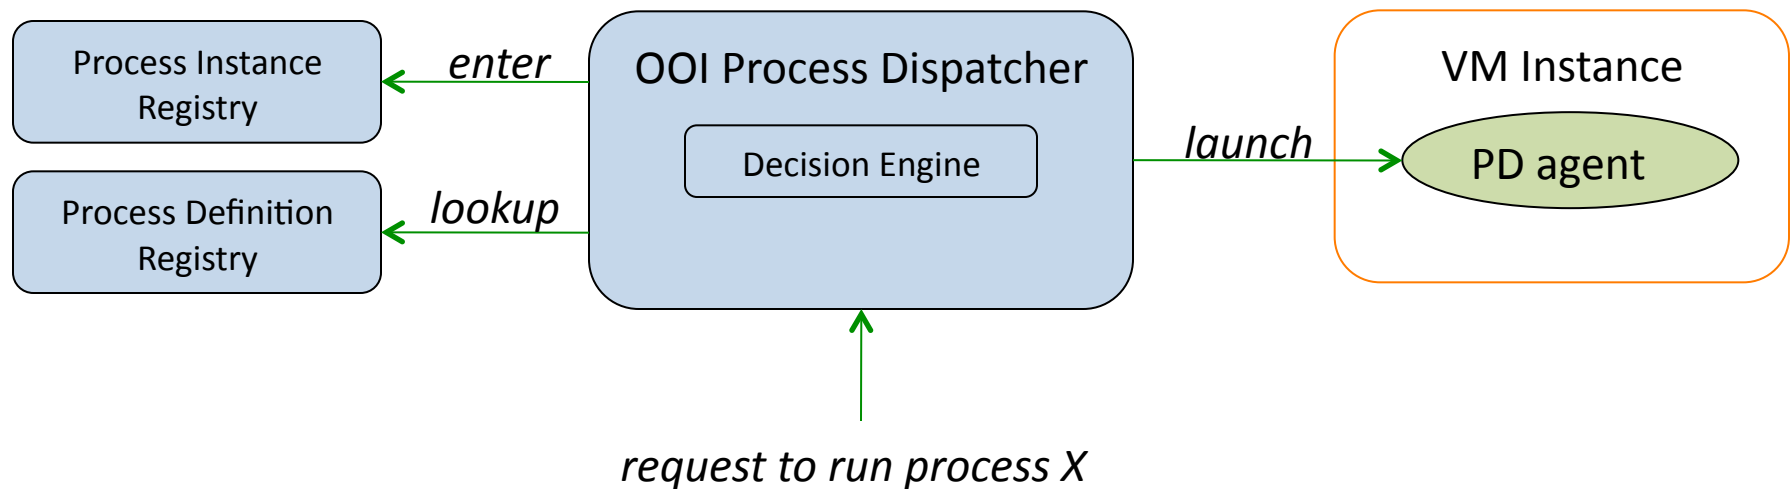 Process Instance
Registry
enter
OOI Process Dispatcher
Decision Engine
VM Instance
launch
PD agent
Process Definition
Registry
lookup
request to run process X